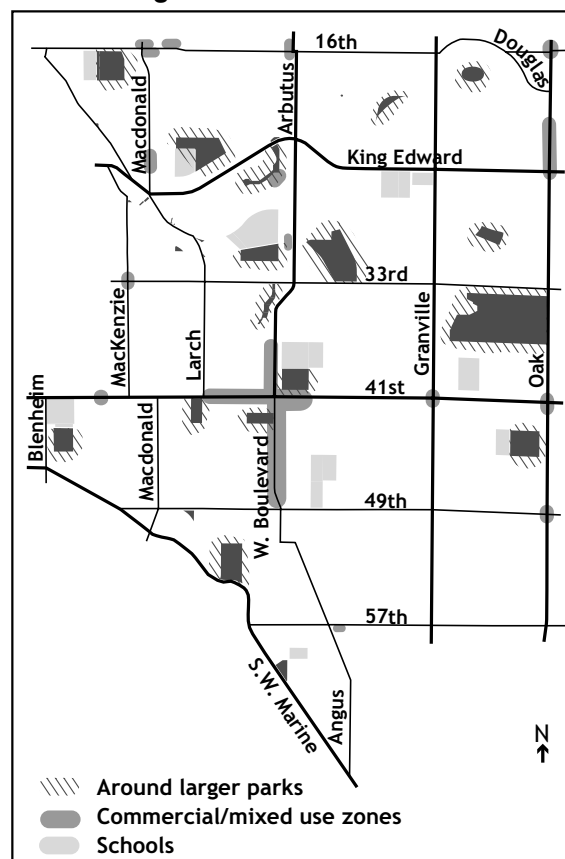 16th
Douglas
Macdonald
Arbutus
King Edward
33rd
MacKenzie
Larch
Granville
Oak
41st
Blenheim
Macdonald
W. Boulevard
49th
57th
S.W. Marine
Angus
N
Around larger parks
Commercial/mixed use zones
Schools